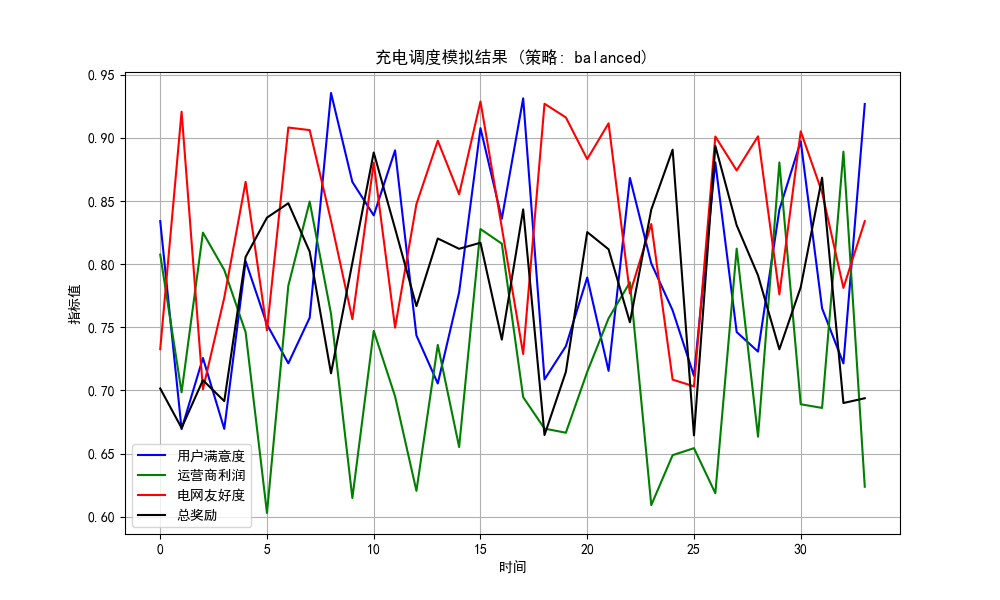 充电调度模拟结果 (策略: balanced)
指标值
0.95
0.90
0.85
0.80
0.75
0.70
0.65
0.60
用户满意度
运营商利润
电网友好度
总奖励
0 5 10 15 20 25 30
时间